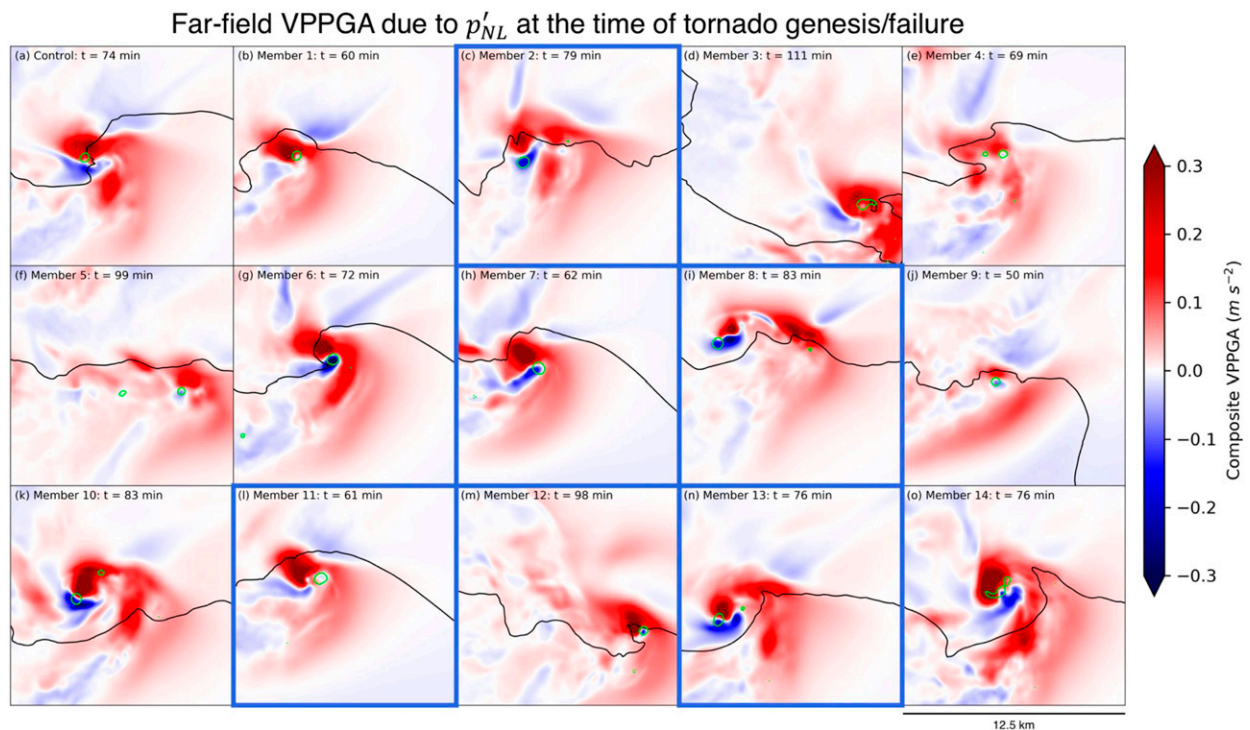 Far-field VPPGA due to p′NL at the time of tornado genesis/failure
(a) Control: t = 74 min
(b) Member 1: t = 60 min
(c) Member 2: t = 79 min
(d) Member 3: t = 111 min
(e) Member 4: t = 69 min
(f) Member 5: t = 99 min
(g) Member 6: t = 72 min
(h) Member 7: t = 62 min
(i) Member 8: t = 83 min
(j) Member 9: t = 50 min
(k) Member 10: t = 83 min
(l) Member 11: t = 61 min
(m) Member 12: t = 98 min
(n) Member 13: t = 76 min
(o) Member 14: t = 76 min
0.3
0.2
0.1
0.0
−0.1
−0.2
−0.3
Composite VPPGA (m s⁻²)
12.5 km